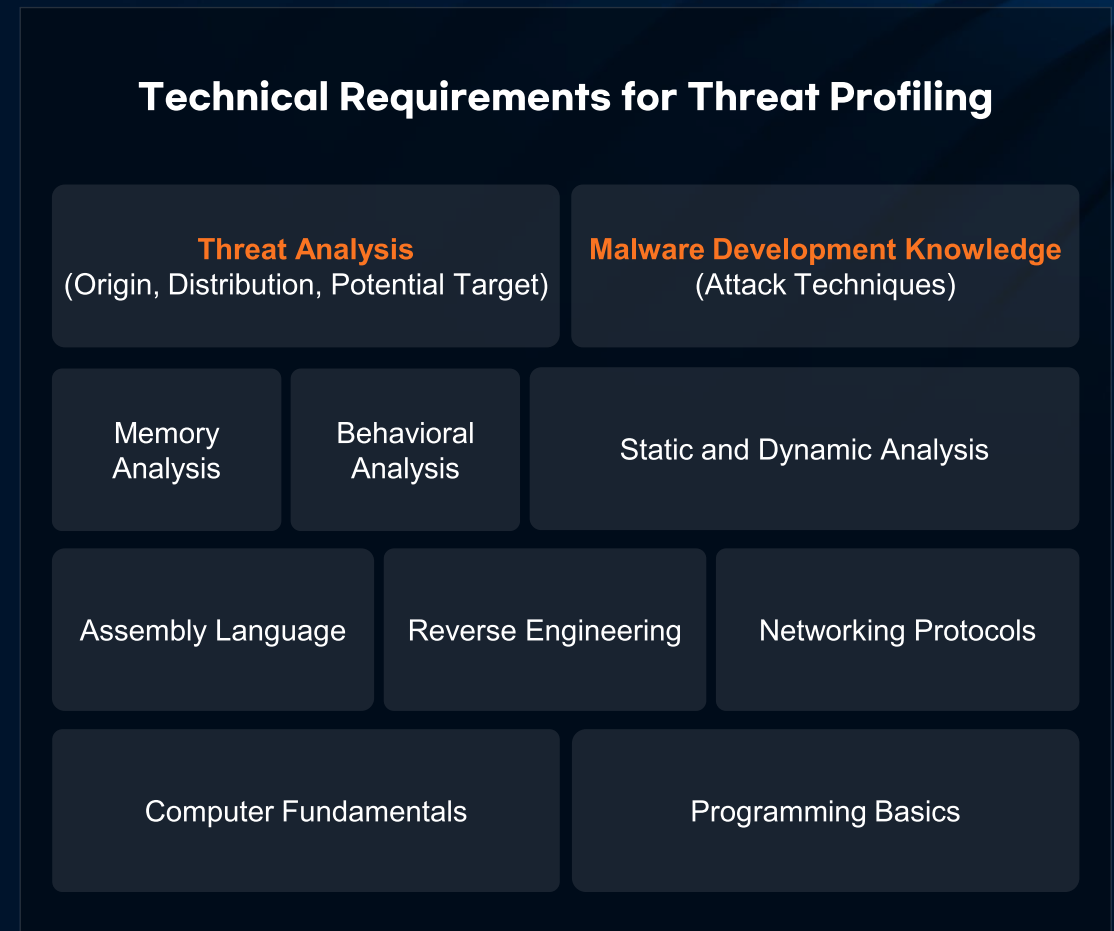 Technical Requirements for Threat Profiling
Threat Analysis
(Origin, Distribution, Potential Target)
Malware Development Knowledge
(Attack Techniques)
Memory
Analysis
Behavioral
Analysis
Static and Dynamic Analysis
Assembly Language
Reverse Engineering
Networking Protocols
Computer Fundamentals
Programming Basics